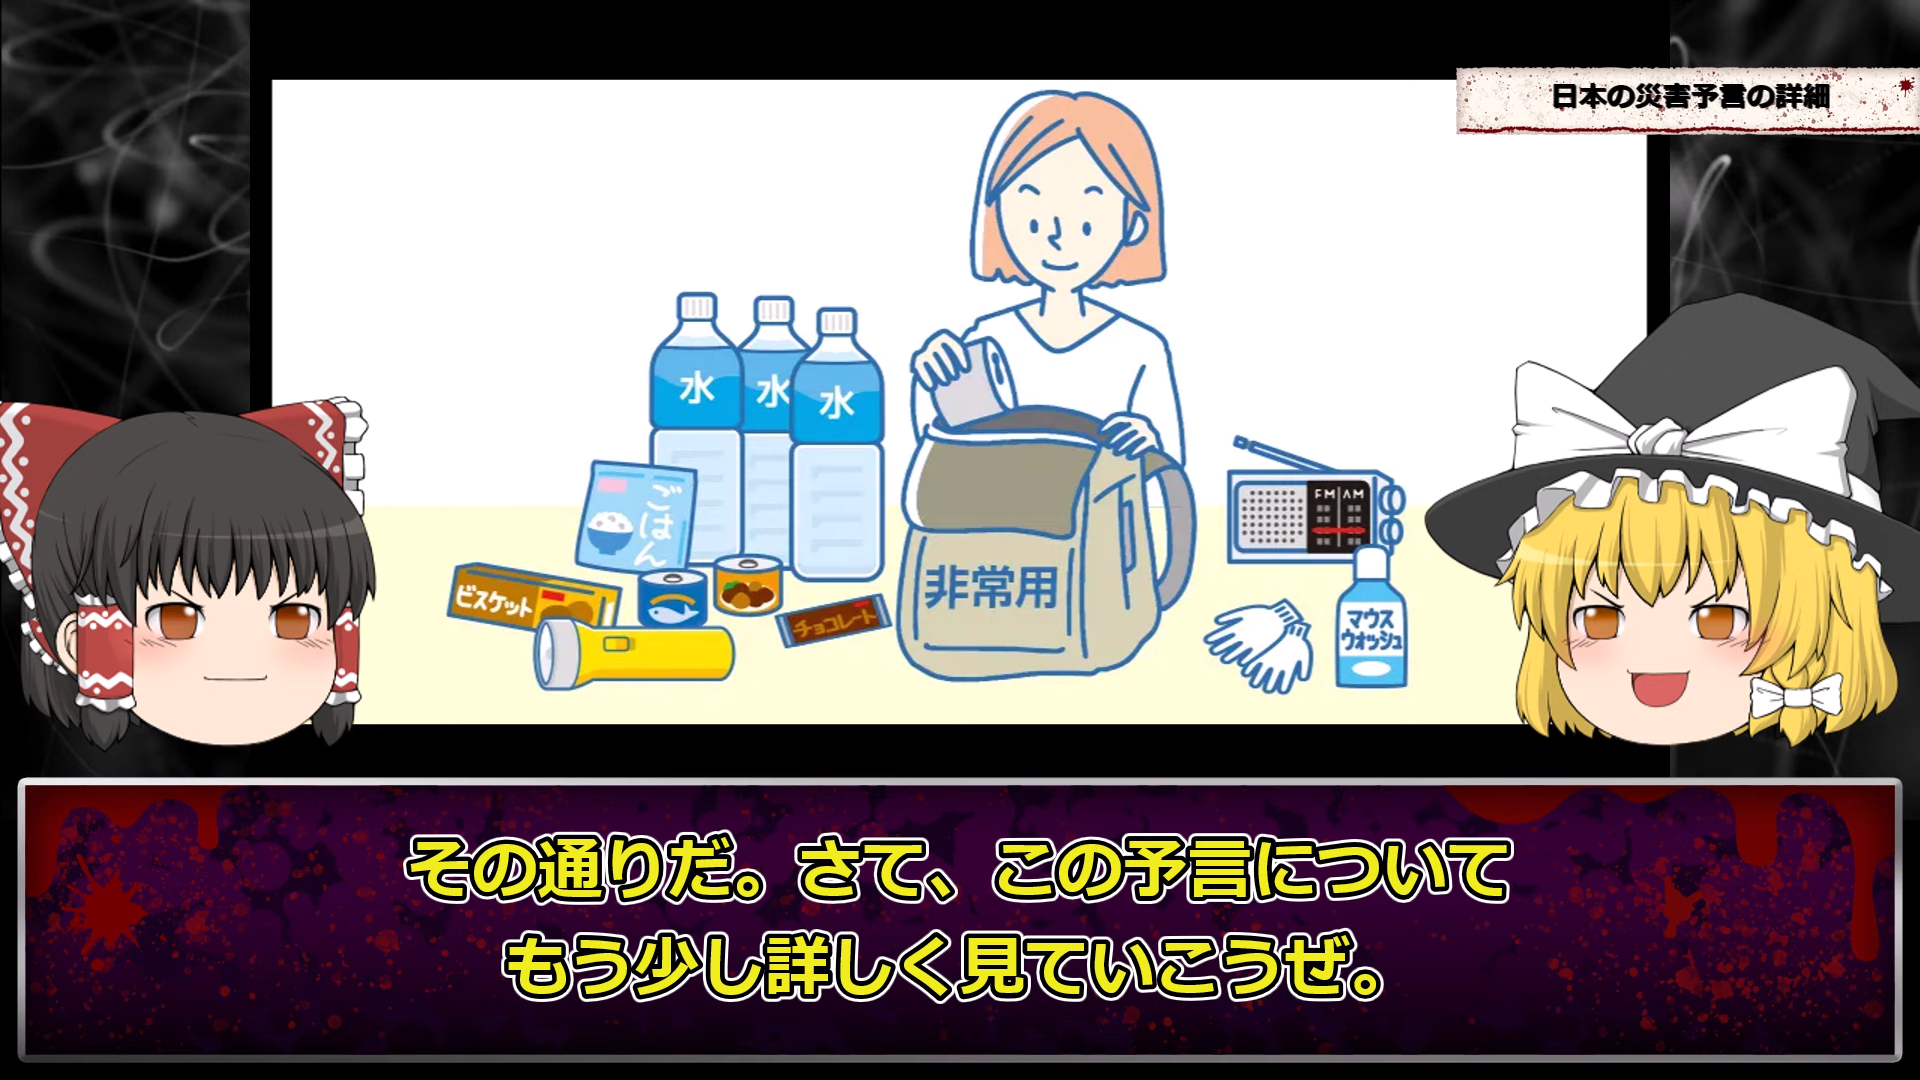 日本の災害予言の詳細
水
水
水
ごはん
ビスケット
チョコレート
非常用
FM AM
マウス
ウォッシュ
その通りだ。さて、この予言について
もう少し詳しく見ていこうぜ。